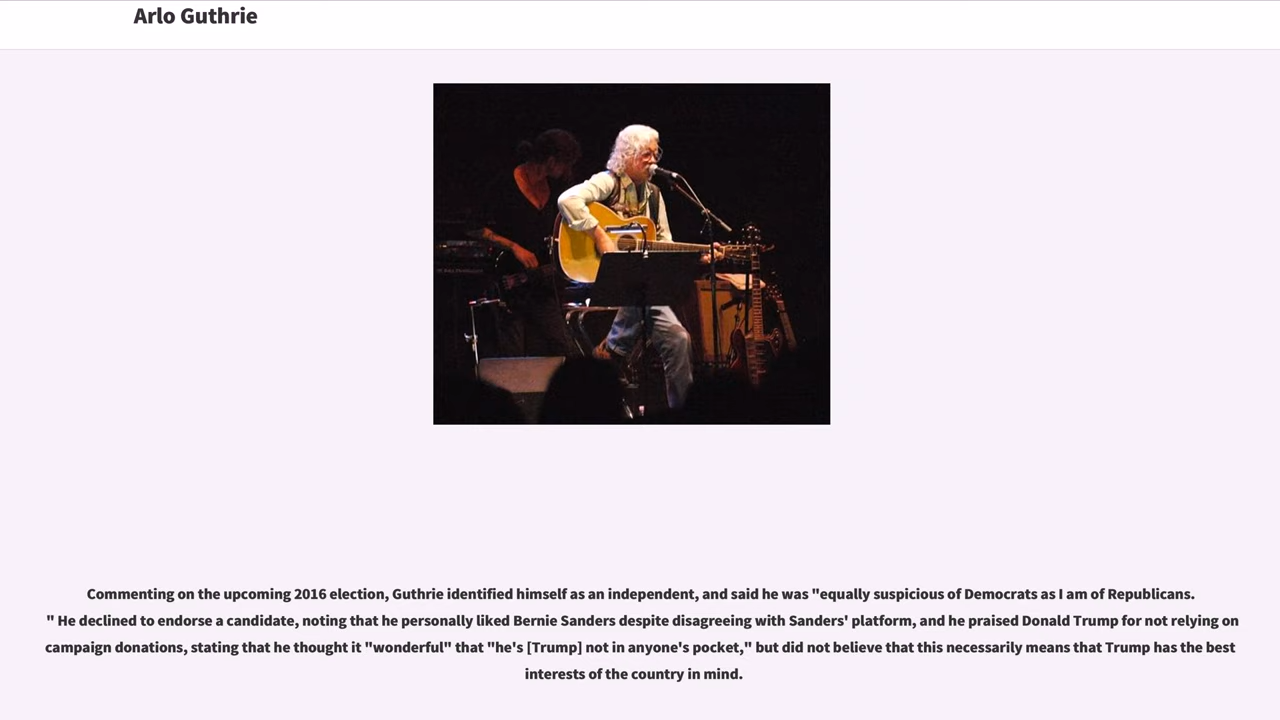 Arlo Guthrie
Commenting on the upcoming 2016 election, Guthrie identified himself as an independent, and said he was "equally suspicious of Democrats as I am of Republicans.
" He declined to endorse a candidate, noting that he personally liked Bernie Sanders despite disagreeing with Sanders' platform, and he praised Donald Trump for not relying on
campaign donations, stating that he thought it "wonderful" that "he's [Trump] not in anyone's pocket," but did not believe that this necessarily means that Trump has the best
interests of the country in mind.